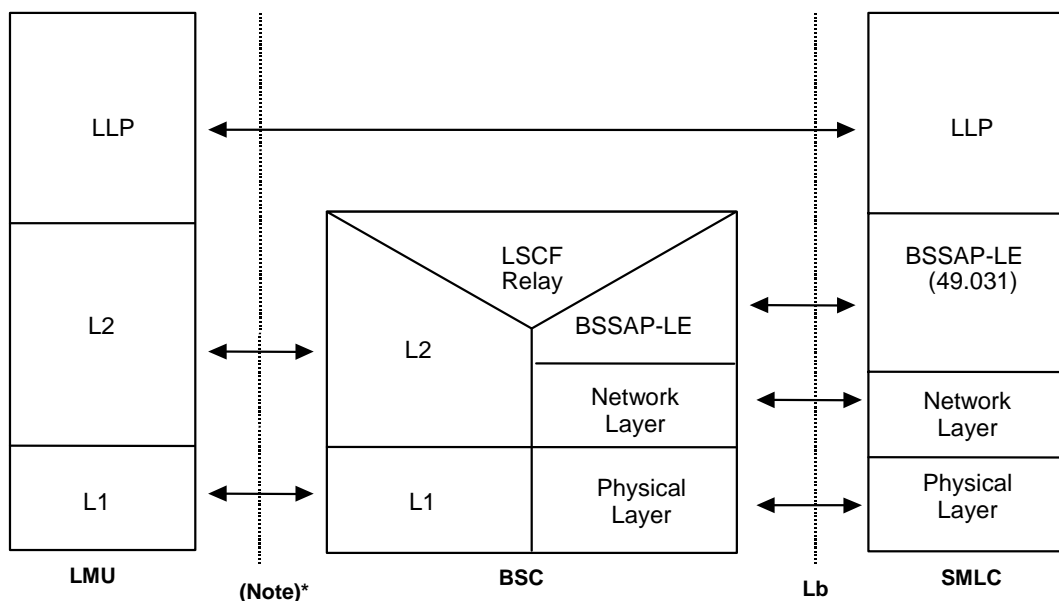 LLP
L2
L1
LMU
(Note)*
LSCF
Relay
L2
BSSAP-LE
Network
Layer
L1
Physical
Layer
BSC
Lb
LLP
BSSAP-LE
(49.031)
Network
Layer
Physical
Layer
SMLC